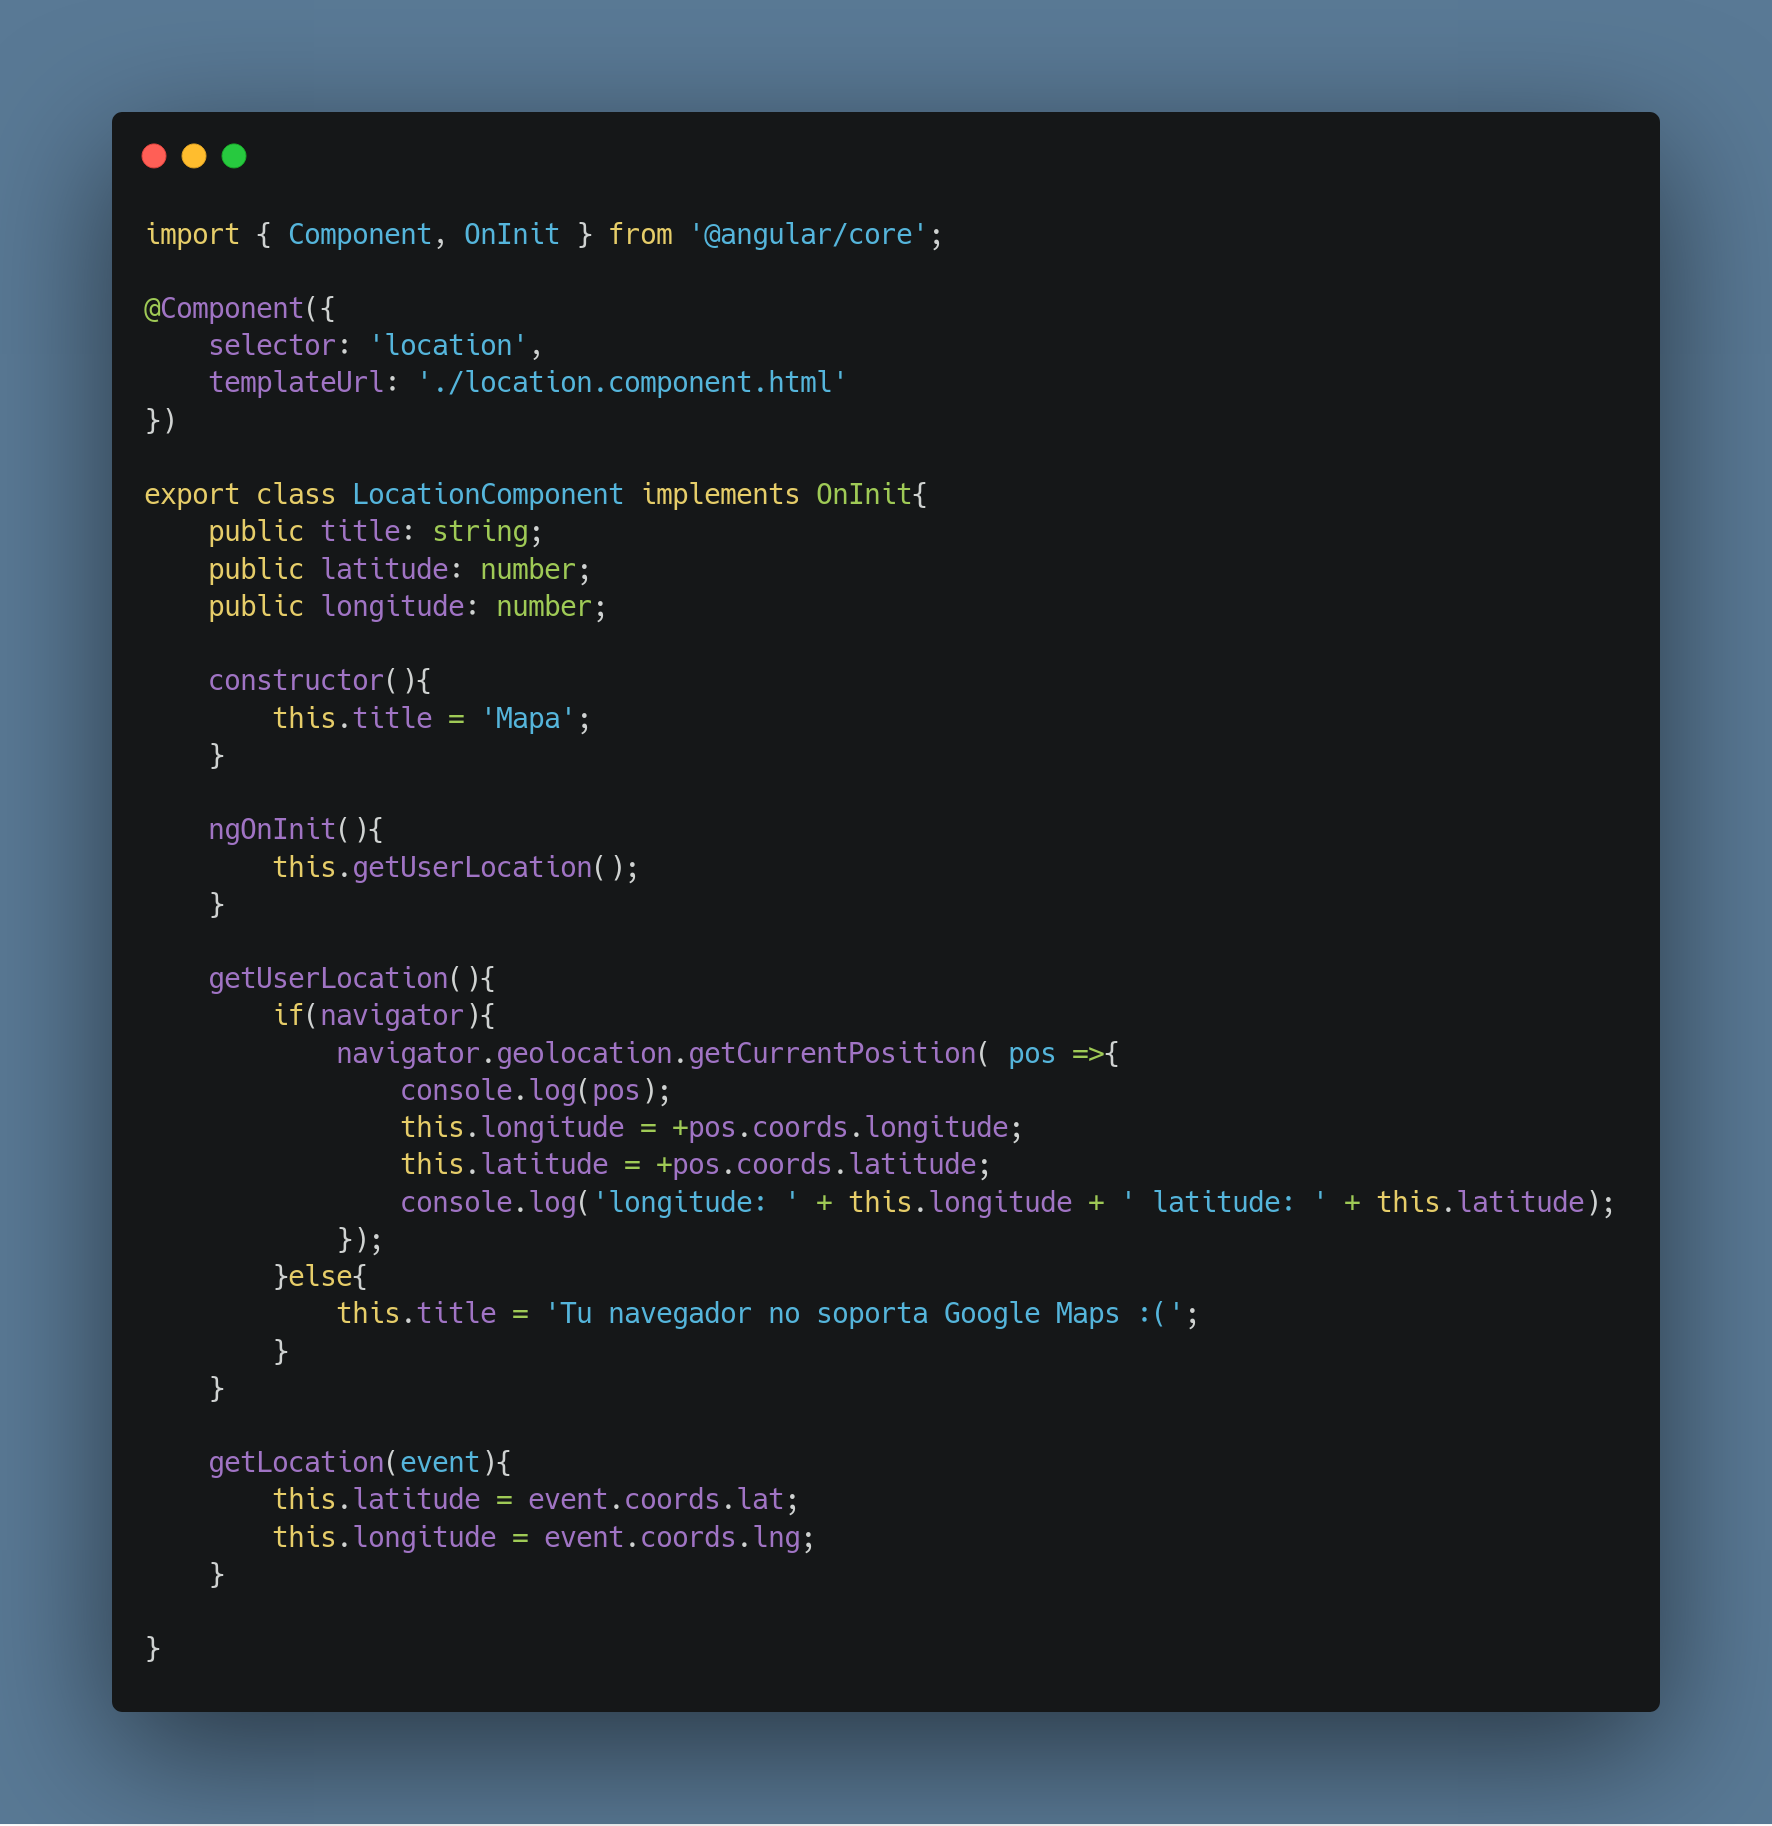 import { Component, OnInit } from '@angular/core';

@Component({
    selector: 'location',
    templateUrl: './location.component.html'
})

export class LocationComponent implements OnInit{
    public title: string;
    public latitude: number;
    public longitude: number;

    constructor(){
        this.title = 'Mapa';
    }

    ngOnInit(){
        this.getUserLocation();
    }

    getUserLocation(){
        if(navigator){
            navigator.geolocation.getCurrentPosition( pos =>{
                console.log(pos);
                this.longitude = +pos.coords.longitude;
                this.latitude = +pos.coords.latitude;
                console.log('longitude: ' + this.longitude + ' latitude: ' + this.latitude);
            });
        }else{
            this.title = 'Tu navegador no soporta Google Maps :(';
        }
    }

    getLocation(event){
        this.latitude = event.coords.lat;
        this.longitude = event.coords.lng;
    }

}